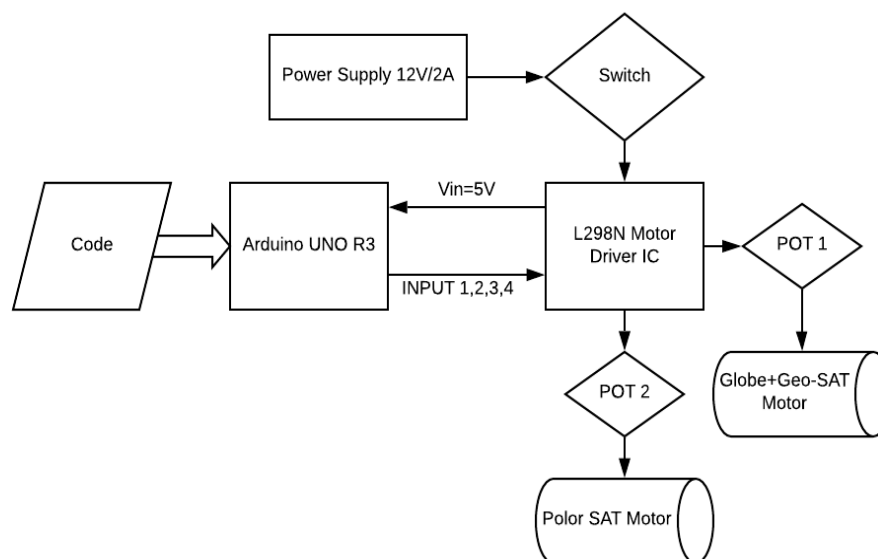 Power Supply 12V/2A
Switch
Code
Arduino UNO R3
Vin=5V
INPUT 1,2,3,4
L298N Motor
Driver IC
POT 1
Globe+Geo-SAT
Motor
POT 2
Polor SAT Motor